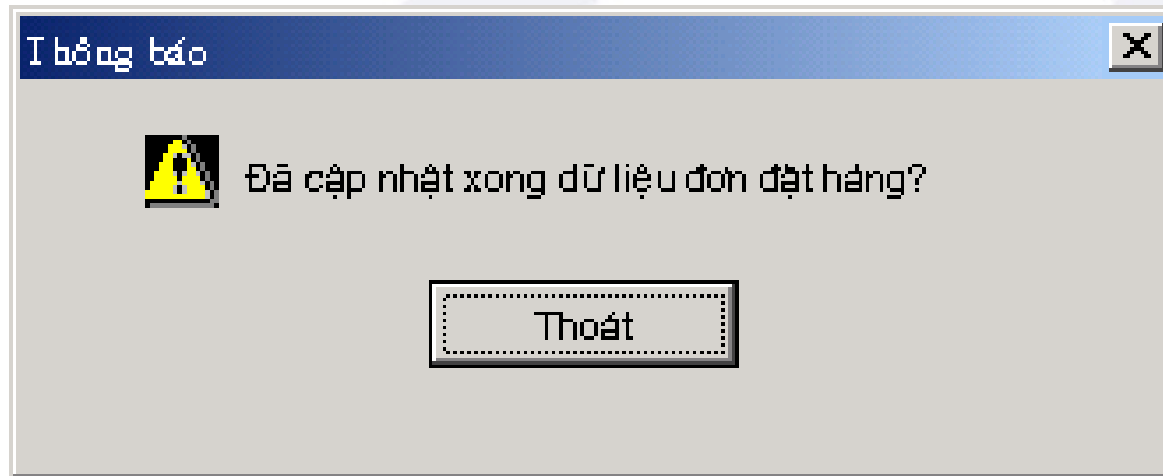 Thông báo
Đã cập nhật xong dữ liệu đơn đặt hàng?
Thoát